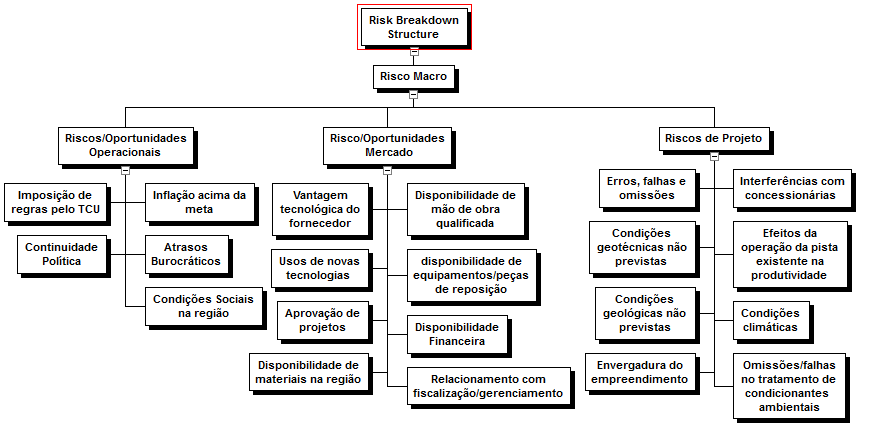 Risk Breakdown
Structure
Risco Macro
Riscos/Oportunidades
Operacionais
Imposição de
regras pelo TCU
Inflação acima da
meta
Continuidade
Política
Atrasos
Burocráticos
Condições Sociais
na região
Risco/Oportunidades
Mercado
Vantagem
tecnológica do
fornecedor
Disponibilidade de
mão de obra
qualificada
Usos de novas
tecnologias
disponibilidade de
equipamentos/peças
de reposição
Aprovação de
projetos
Disponibilidade
Financeira
Disponibilidade de
materiais na região
Relacionamento com
fiscalização/gerenciamento
Riscos de Projeto
Erros, falhas e
omissões
Interferências com
concessionárias
Condições
geotécnicas não
previstas
Efeitos da
operação da pista
existente na
produtividade
Condições
geológicas não
previstas
Condições
climáticas
Envergadura do
empreendimento
Omissões/falhas
no tratamento de
condicionantes
ambientais